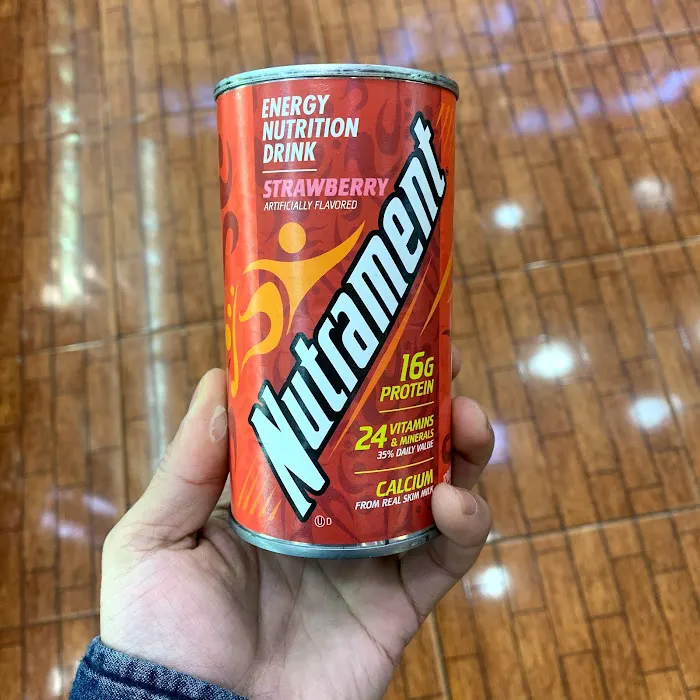 ENERGY
NUTRITION
DRINK
STRAWBERRY
ARTIFICIALLY FLAVORED
Nutrament
16G
PROTEIN
24 VITAMINS
& MINERALS
35% DAILY VALUE
CALCIUM
FROM REAL SKIM MILK
U D